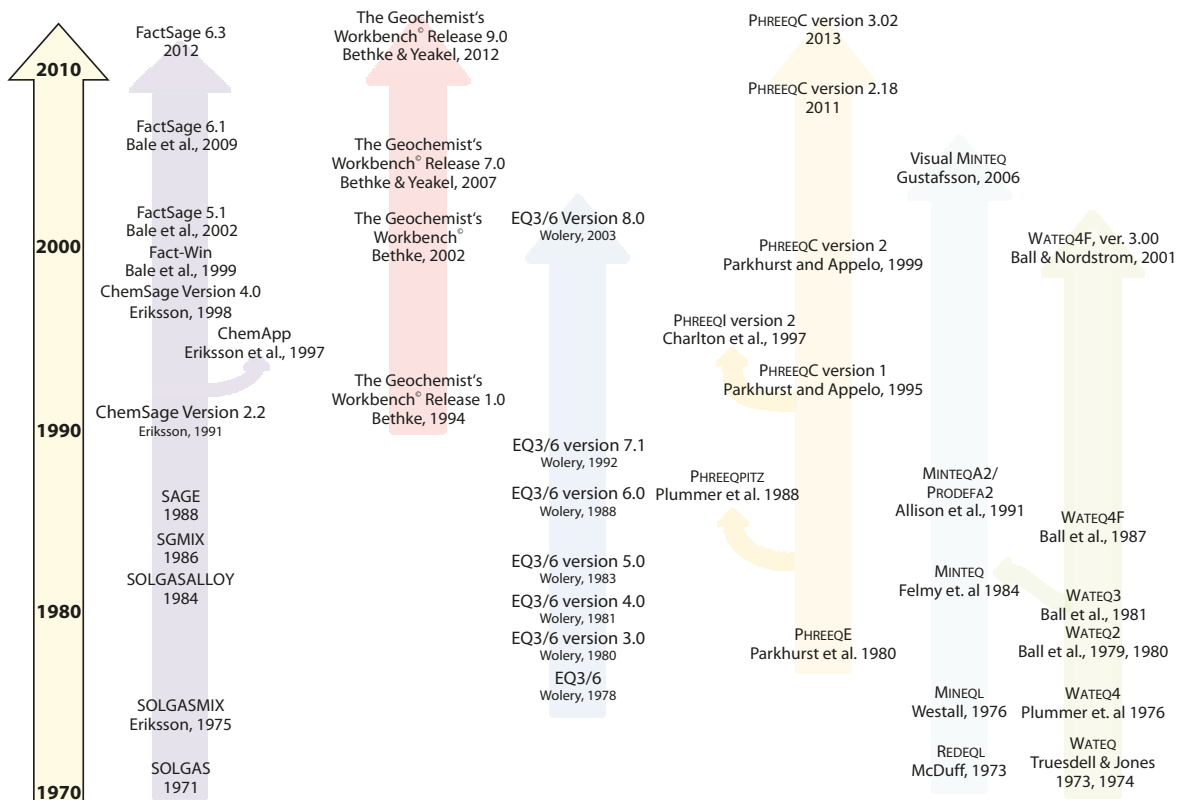 2010
2000
1990
1980
1970
FactSage 6.3
2012
FactSage 6.1
Bale et al., 2009
FactSage 5.1
Bale et al., 2002
Fact-Win
Bale et al., 1999
ChemSage Version 4.0
Eriksson, 1998
ChemApp
Eriksson et al., 1997
ChemSage Version 2.2
Eriksson, 1991
SAGE
1988
SGMIX
1986
SOLGASALLOY
1984
SOLGASMIX
Eriksson, 1975
SOLGAS
1971
The Geochemist's
Workbench© Release 9.0
Bethke & Yeakel, 2012
The Geochemist's
Workbench© Release 7.0
Bethke & Yeakel, 2007
The Geochemist's
Workbench©
Bethke, 2002
The Geochemist's
Workbench© Release 1.0
Bethke, 1994
EQ3/6 Version 8.0
Wolery, 2003
EQ3/6 version 7.1
Wolery, 1992
EQ3/6 version 6.0
Wolery, 1988
EQ3/6 version 5.0
Wolery, 1983
EQ3/6 version 4.0
Wolery, 1981
EQ3/6 version 3.0
Wolery, 1980
EQ3/6
Wolery, 1978
PHREEQC version 3.02
2013
PHREEQC version 2.18
2011
PHREEQC version 2
Parkhurst and Appelo, 1999
PHREEQI version 2
Charlton et al., 1997
PHREEQC version 1
Parkhurst and Appelo, 1995
PHREEQPITZ
Plummer et al. 1988
PHREEQE
Parkhurst et al. 1980
Visual MINTEQ
Gustafsson, 2006
MINTEQA2/
PRODEFA2
Allison et al., 1991
MINTEQ
Felmy et. al 1984
MINEQL
Westall, 1976
REDEQL
McDuff, 1973
WATEQ4F, ver. 3.00
Ball & Nordstrom, 2001
WATEQ4F
Ball et al., 1987
WATEQ3
Ball et al., 1981
WATEQ2
Ball et al., 1979, 1980
WATEQ4
Plummer et. al 1976
WATEQ
Truesdell & Jones
1973, 1974